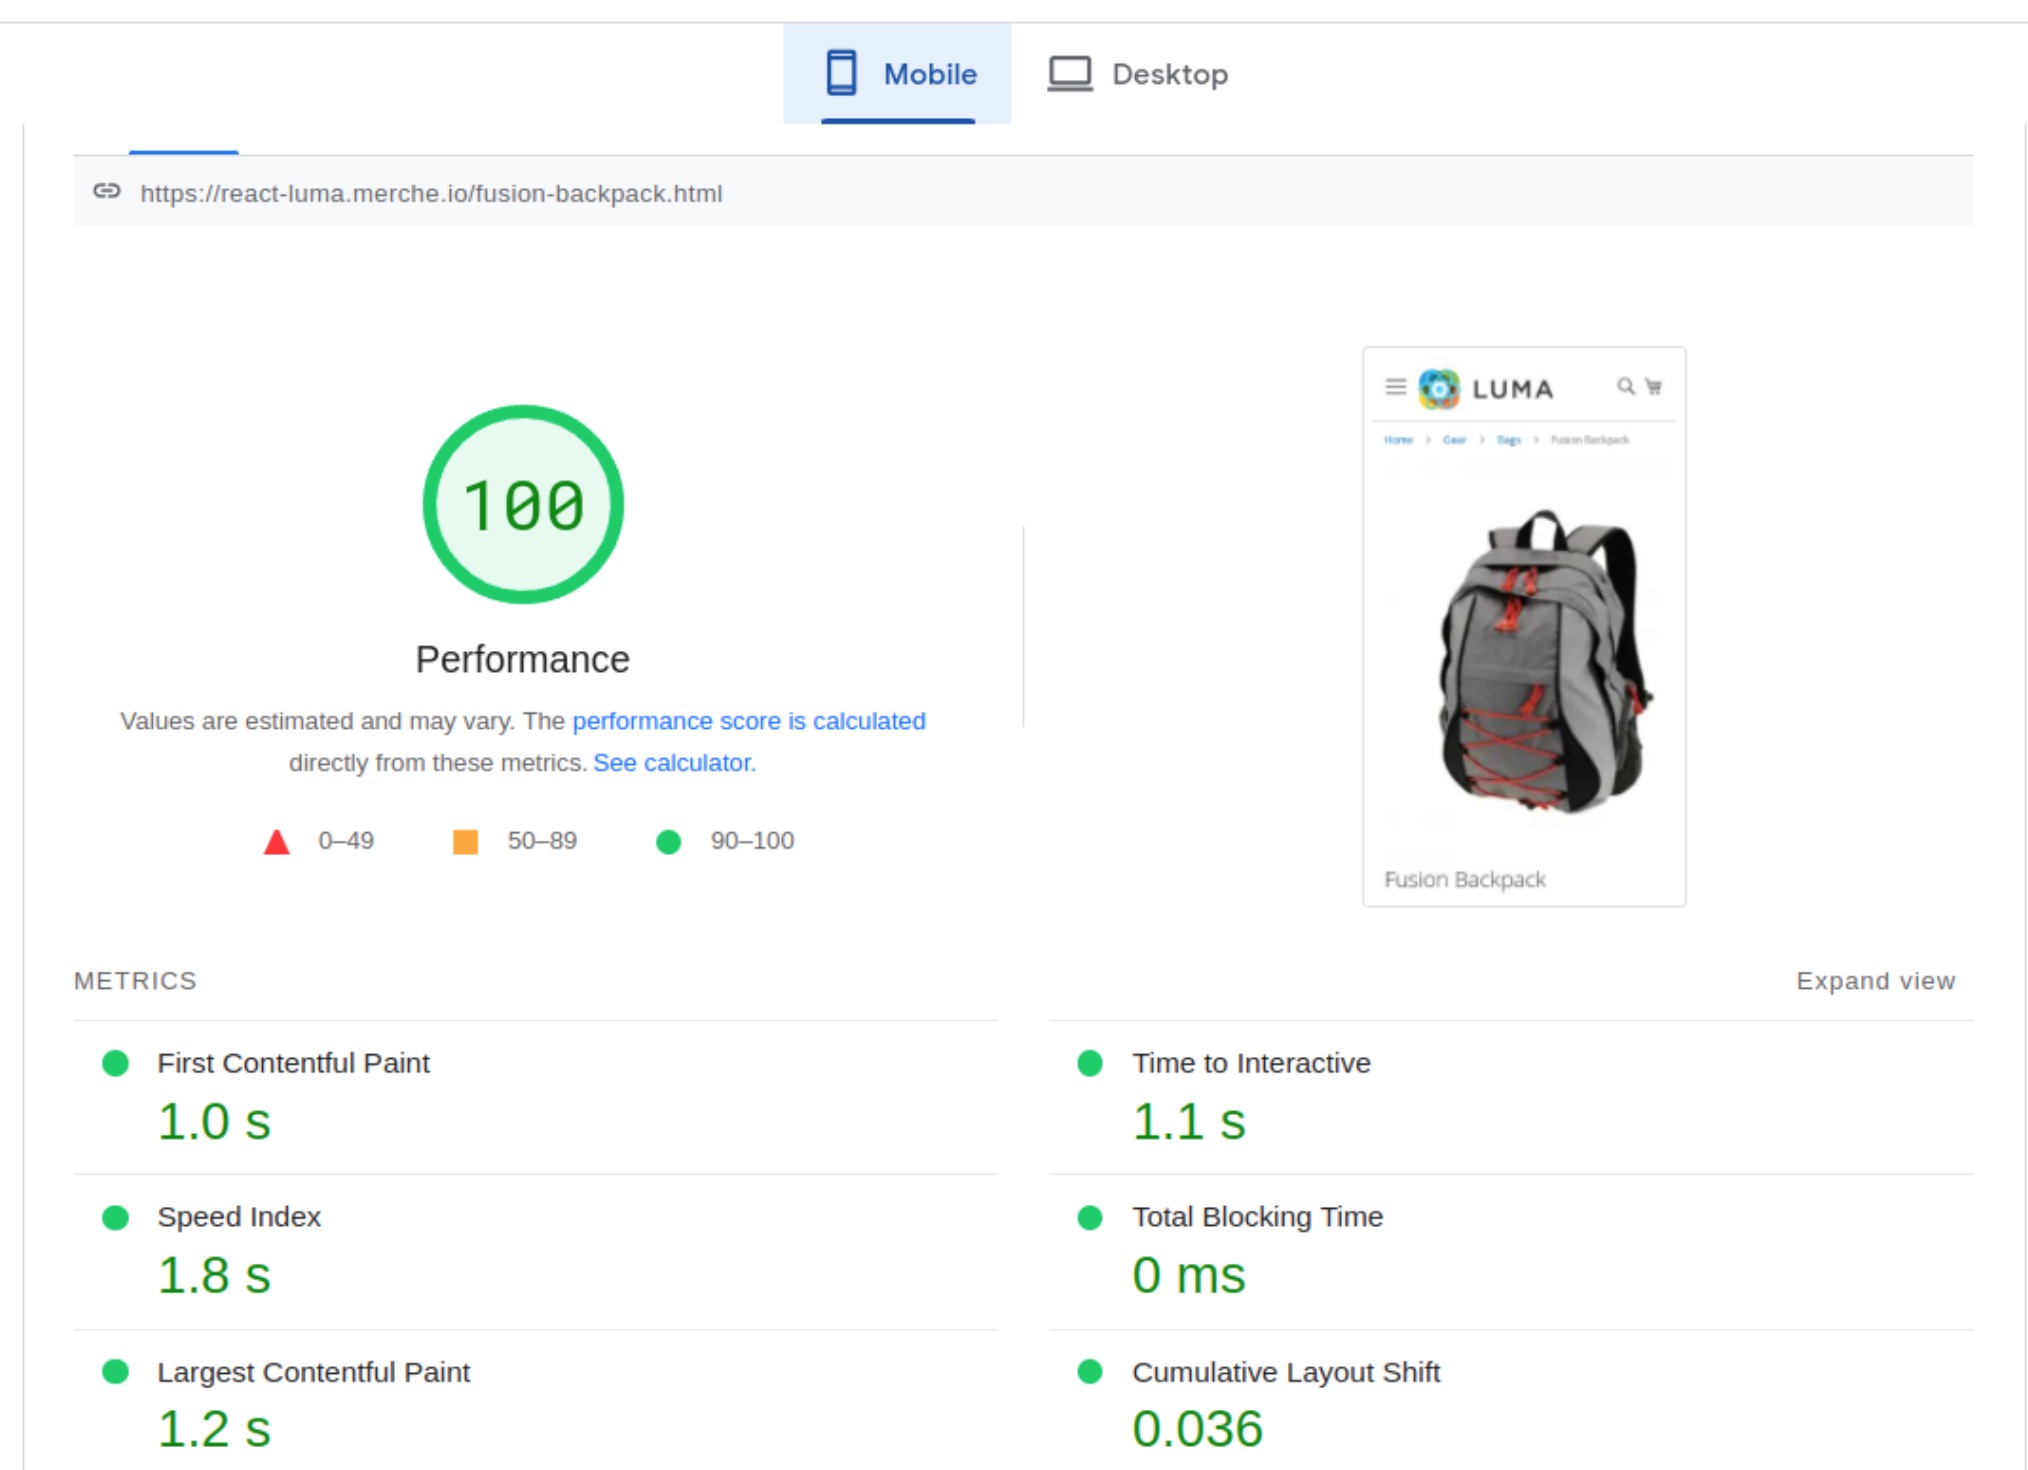 Mobile
Desktop
https://react-luma.merche.io/fusion-backpack.html
100
Performance
Values are estimated and may vary. The performance score is calculated
directly from these metrics. See calculator.
0–49
50–89
90–100
LUMA
Home > Gear > Bags > Fusion Backpack
Fusion Backpack
METRICS
Expand view
First Contentful Paint
1.0 s
Time to Interactive
1.1 s
Speed Index
1.8 s
Total Blocking Time
0 ms
Largest Contentful Paint
1.2 s
Cumulative Layout Shift
0.036